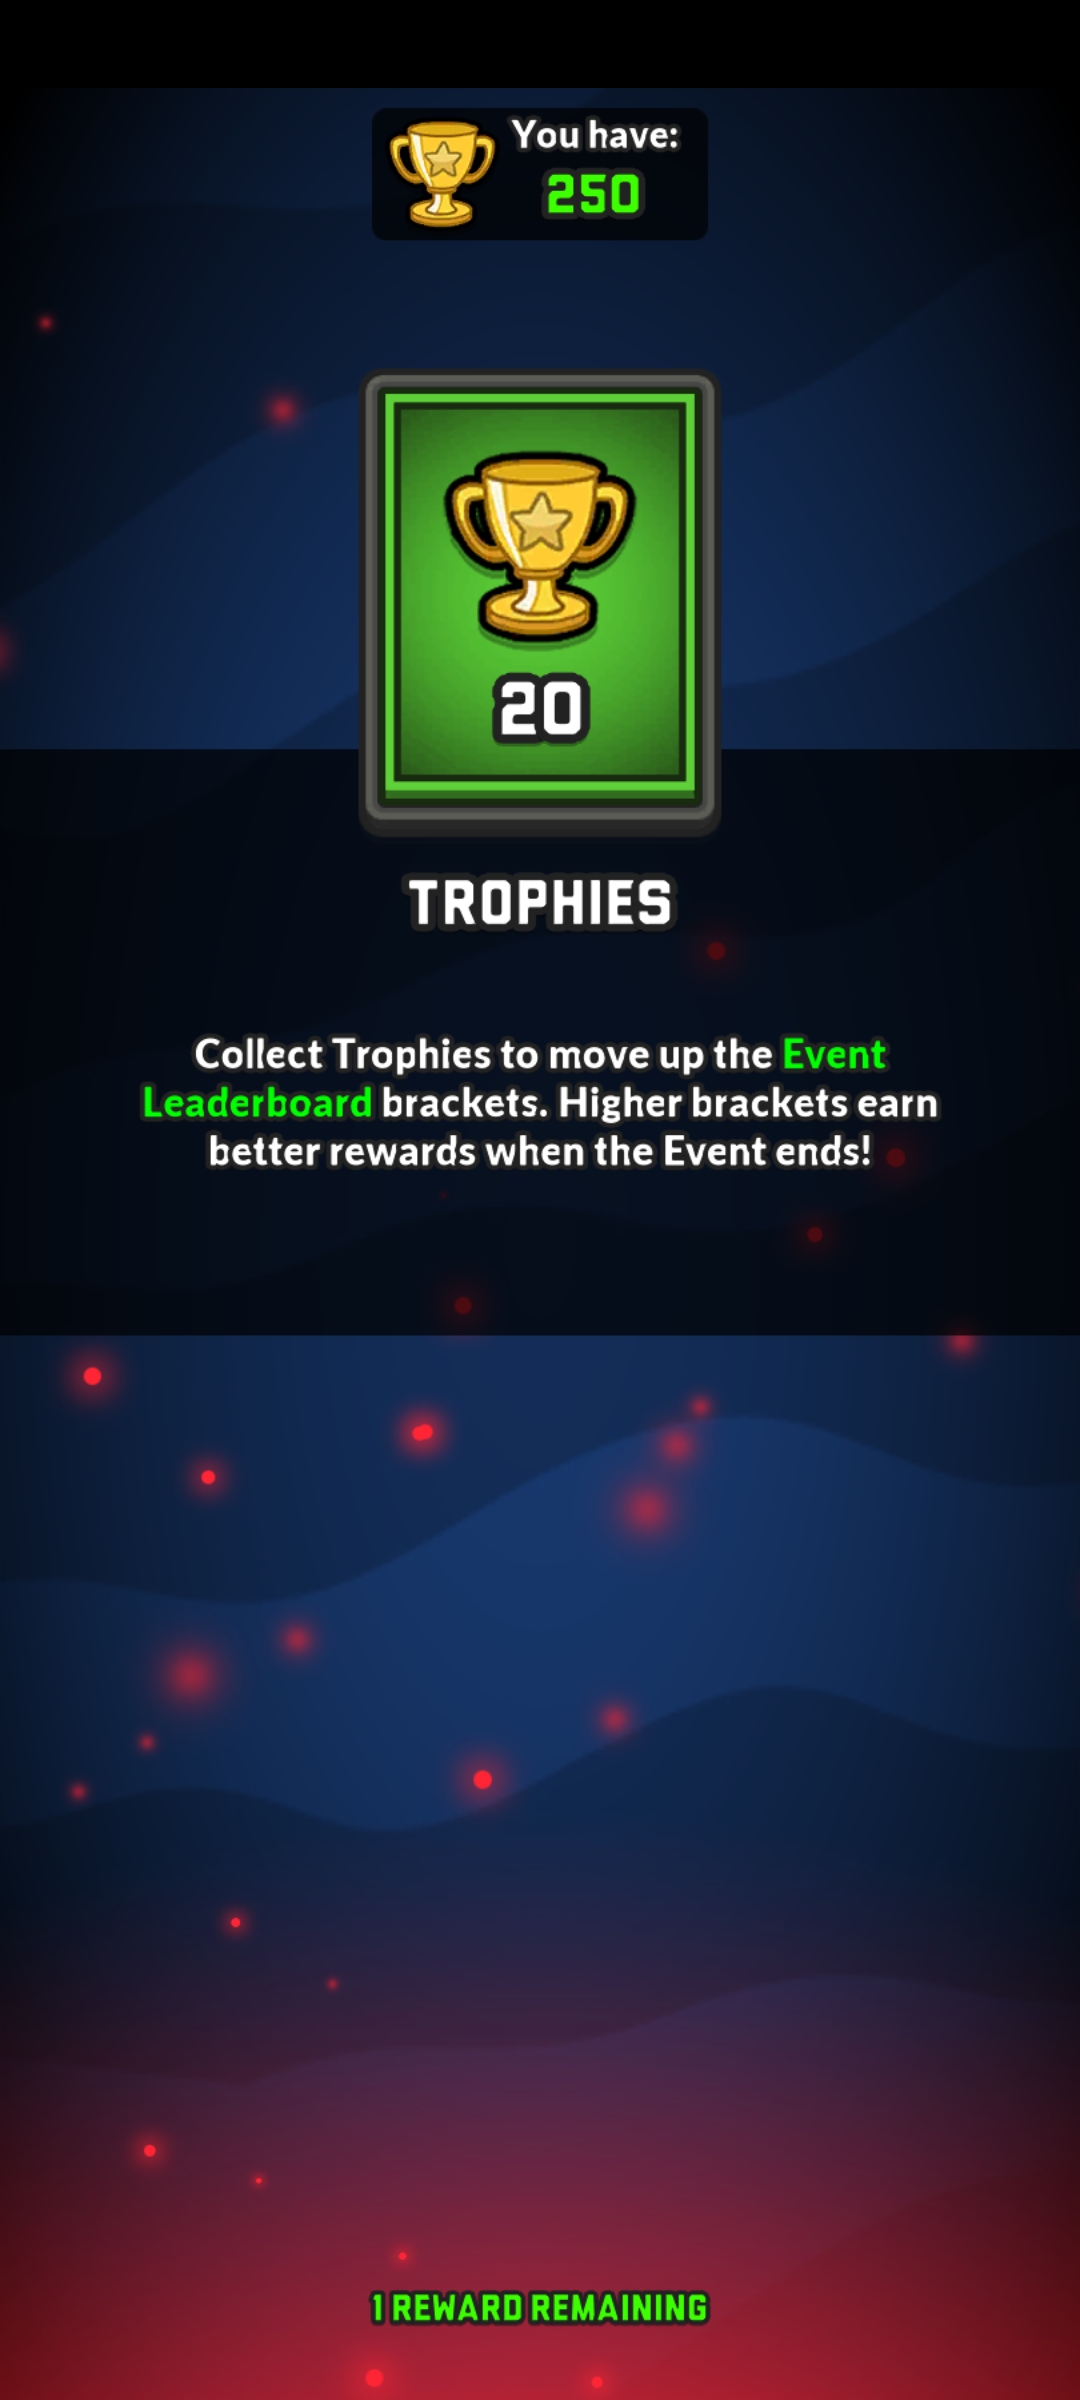 You have:
250
20
TROPHIES
Collect Trophies to move up the Event
Leaderboard brackets. Higher brackets earn
better rewards when the Event ends!
1 REWARD REMAINING